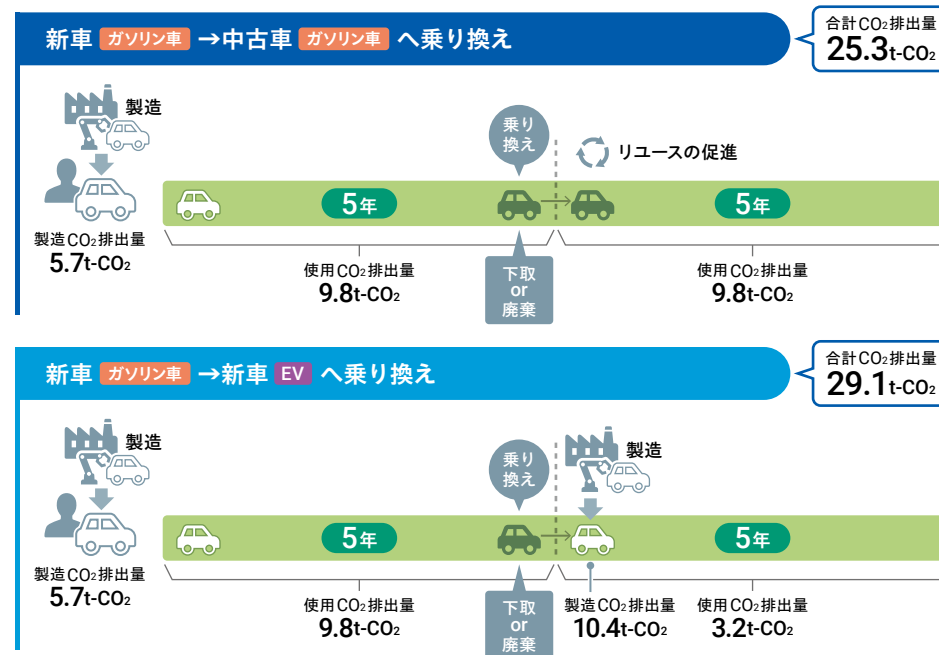 新車 ガソリン車 →中古車 ガソリン車 へ乗り換え
合計CO₂排出量
25.3t-CO₂
製造
乗り
換え
リユースの促進
5年
5年
製造CO₂排出量
5.7t-CO₂
使用CO₂排出量
9.8t-CO₂
下取
or
廃棄
使用CO₂排出量
9.8t-CO₂
新車 ガソリン車 →新車 EV へ乗り換え
合計CO₂排出量
29.1t-CO₂
製造
乗り
換え
製造
5年
5年
製造CO₂排出量
5.7t-CO₂
使用CO₂排出量
9.8t-CO₂
下取
or
廃棄
製造CO₂排出量
10.4t-CO₂
使用CO₂排出量
3.2t-CO₂